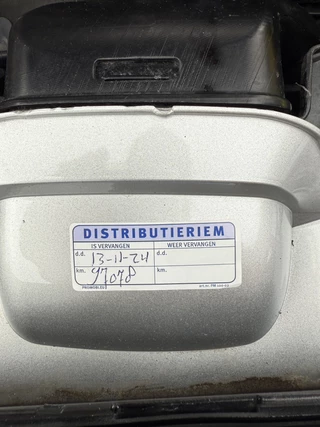 DISTRIBUTIERIEM
IS VERVANGEN WEER VERVANGEN
d.d. 13-11-24 d.d.
km. 97078 km.